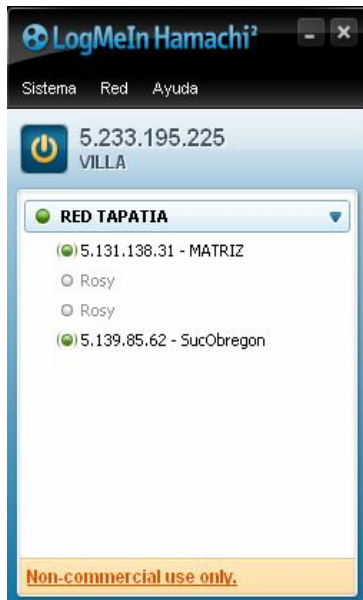 LogMeIn Hamachi²
Sistema Red Ayuda
5.233.195.225
VILLA
RED TAPATIA
5.131.138.31 - MATRIZ
Rosy
Rosy
5.139.85.62 - SucObregon
Non-commercial use only.